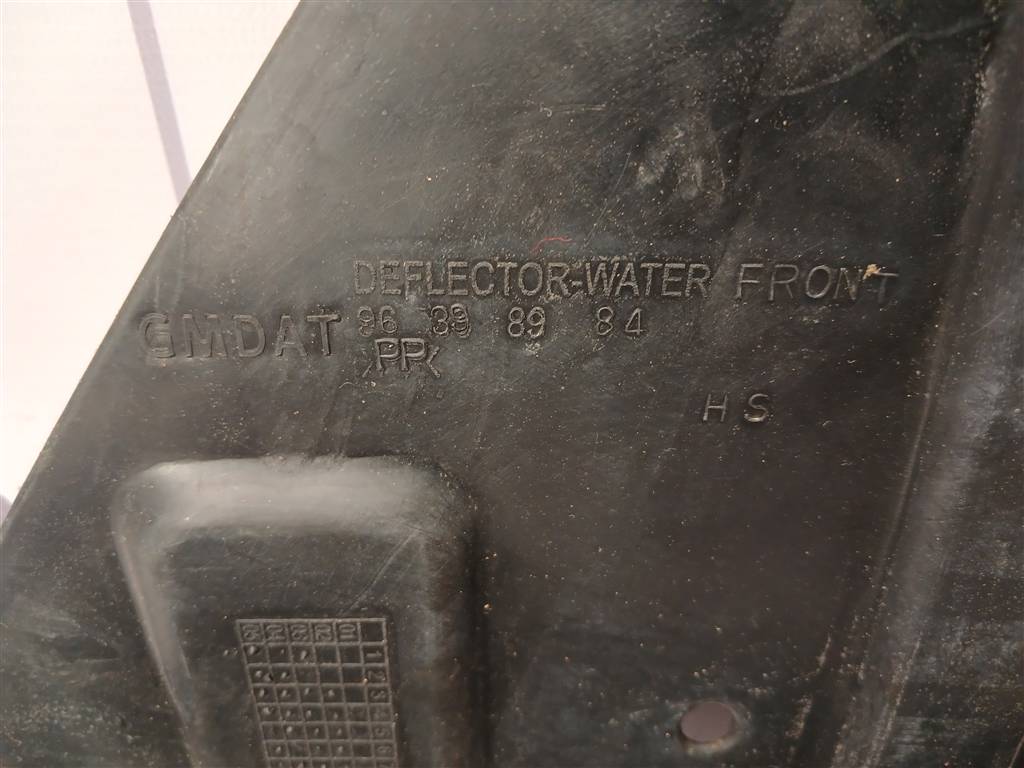 DEFLECTOR-WATER FRONT
GMDAT 96 39 89 84
>PP<
HS